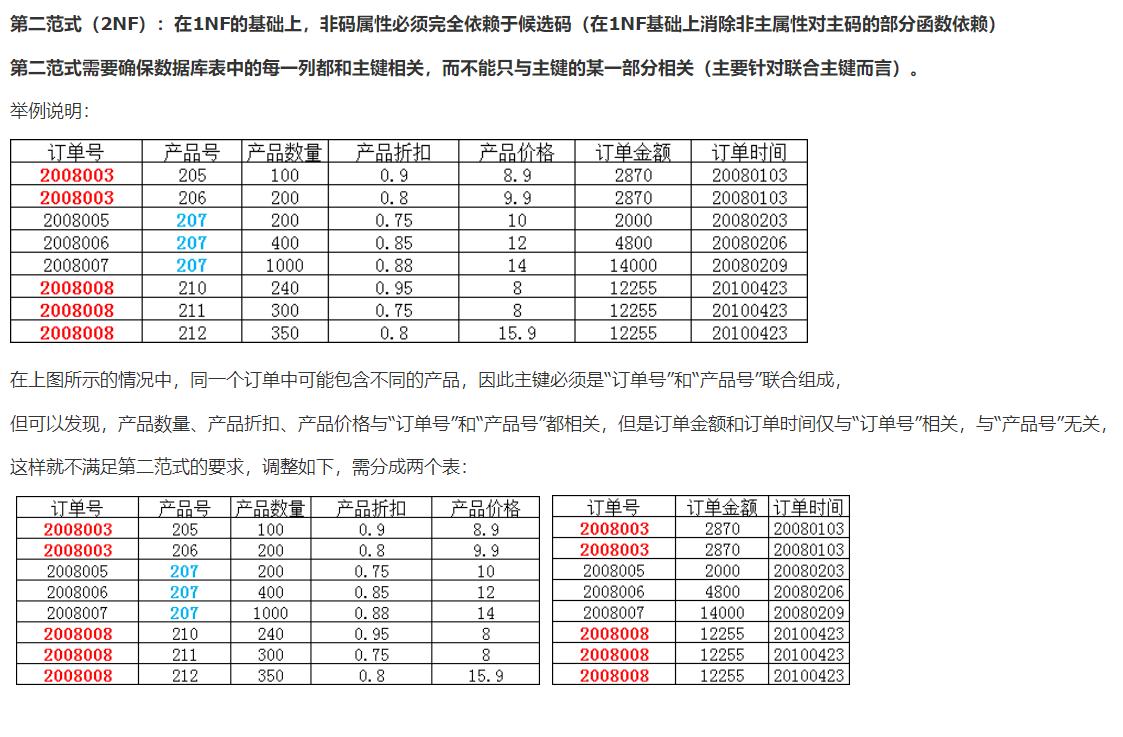 第二范式（2NF）：在1NF的基础上，非码属性必须完全依赖于候选码（在1NF基础上消除非主属性对主码的部分函数依赖）
第二范式需要确保数据库表中的每一列都和主键相关，而不能只与主键的某一部分相关（主要针对联合主键而言）。
举例说明：
订单号 产品号 产品数量 产品折扣 产品价格 订单金额 订单时间
2008003 205 100 0.9 8.9 2870 20080103
2008003 206 200 0.8 9.9 2870 20080103
2008005 207 200 0.75 10 2000 20080203
2008006 207 400 0.85 12 4800 20080206
2008007 207 1000 0.88 14 14000 20080209
2008008 210 240 0.95 8 12255 20100423
2008008 211 300 0.75 8 12255 20100423
2008008 212 350 0.8 15.9 12255 20100423
在上图所示的情况中，同一个订单中可能包含不同的产品，因此主键必须是“订单号”和“产品号”联合组成，
但可以发现，产品数量、产品折扣、产品价格与“订单号”和“产品号”都相关，但是订单金额和订单时间仅与“订单号”相关，与“产品号”无关，
这样就不满足第二范式的要求，调整如下，需分成两个表：
订单号 产品号 产品数量 产品折扣 产品价格
2008003 205 100 0.9 8.9
2008003 206 200 0.8 9.9
2008005 207 200 0.75 10
2008006 207 400 0.85 12
2008007 207 1000 0.88 14
2008008 210 240 0.95 8
2008008 211 300 0.75 8
2008008 212 350 0.8 15.9
订单号 订单金额 订单时间
2008003 2870 20080103
2008003 2870 20080103
2008005 2000 20080203
2008006 4800 20080206
2008007 14000 20080209
2008008 12255 20100423
2008008 12255 20100423
2008008 12255 20100423